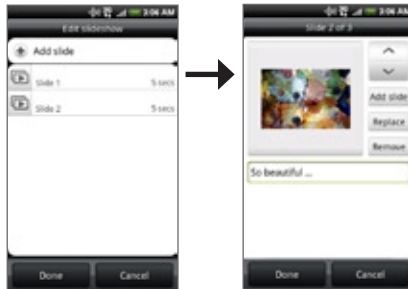 3:06 AM
Edit slideshow
Add slide
Slide 1 5 secs
Slide 2 5 secs
Done Cancel
3:06 AM
Slide 2 of 3
Add slide
Replace
Remove
So beautiful ...
Done Cancel